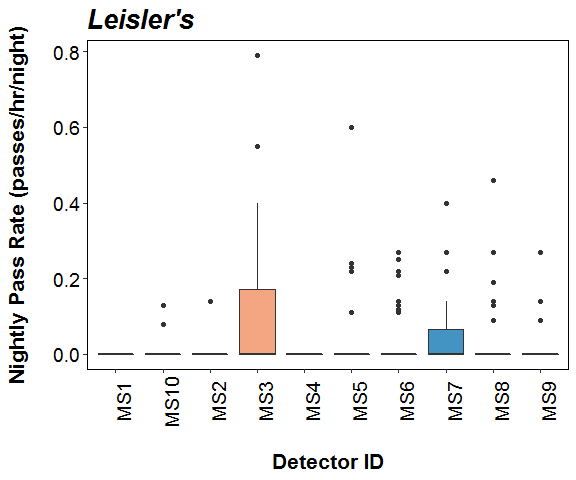 Leisler's
Nightly Pass Rate (passes/hr/night)
0.8
0.6
0.4
0.2
0.0
MS1
MS10
MS2
MS3
MS4
MS5
MS6
MS7
MS8
MS9
Detector ID